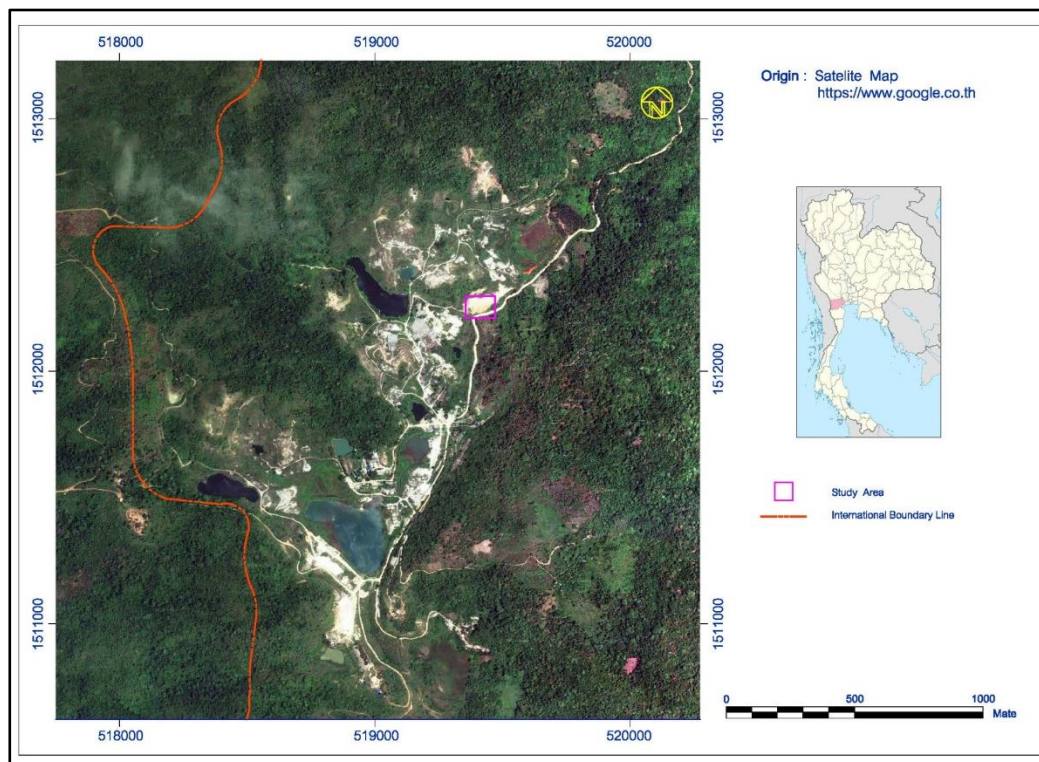 518000 519000 520000
Origin : Satelite Map
https://www.google.co.th
N
1513000 1513000
1512000 1512000
Study Area
International Boundary Line
1511000 1511000
0 500 1000
Mate
518000 519000 520000